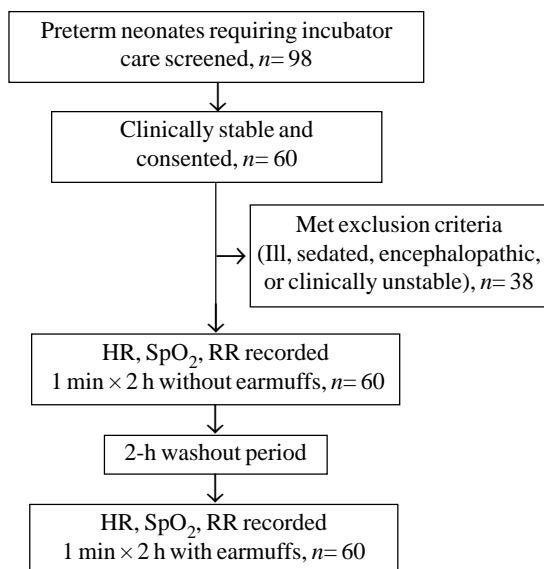 Preterm neonates requiring incubator
care screened, n= 98
Clinically stable and
consented, n= 60
Met exclusion criteria
(Ill, sedated, encephalopathic,
or clinically unstable), n= 38
HR, SpO₂, RR recorded
1 min × 2 h without earmuffs, n= 60
2-h washout period
HR, SpO₂, RR recorded
1 min × 2 h with earmuffs, n= 60